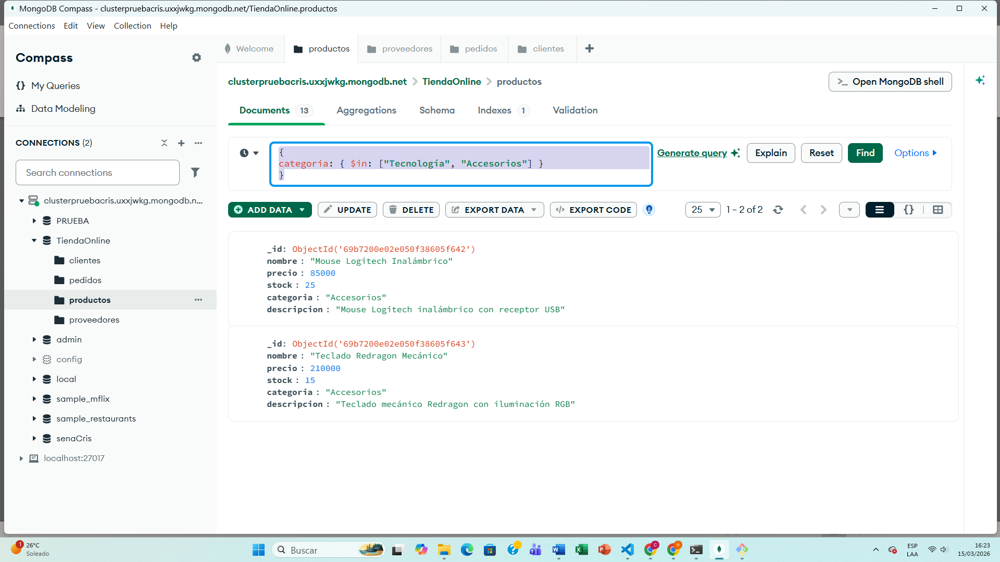 MongoDB Compass - clusterpruebacris.uxxjwkg.mongodb.net/TiendaOnline.productos
Connections Edit View Collection Help
Compass
My Queries
Data Modeling
CONNECTIONS (2)
Search connections
clusterpruebacris.uxxjwkg.mongodb.n...
PRUEBA
TiendaOnline
clientes
pedidos
productos
proveedores
admin
config
local
sample_mflix
sample_restaurants
senaCris
localhost:27017
Welcome productos proveedores pedidos clientes
clusterpruebacris.uxxjwkg.mongodb.net > TiendaOnline > productos
>_ Open MongoDB shell
Documents 13 Aggregations Schema Indexes 1 Validation
{
categoria: { $in: ["Tecnología", "Accesorios"] }
}
Generate query Explain Reset Find Options
ADD DATA UPDATE DELETE EXPORT DATA EXPORT CODE 25 1 – 2 of 2
_id: ObjectId('69b7200e02e050f38605f642')
nombre : "Mouse Logitech Inalámbrico"
precio : 85000
stock : 25
categoria : "Accesorios"
descripcion : "Mouse Logitech inalámbrico con receptor USB"
_id: ObjectId('69b7200e02e050f38605f643')
nombre : "Teclado Redragon Mecánico"
precio : 210000
stock : 15
categoria : "Accesorios"
descripcion : "Teclado mecánico Redragon con iluminación RGB"
1
26°C
Soleado
Buscar
ESP
LAA
16:23
15/03/2026